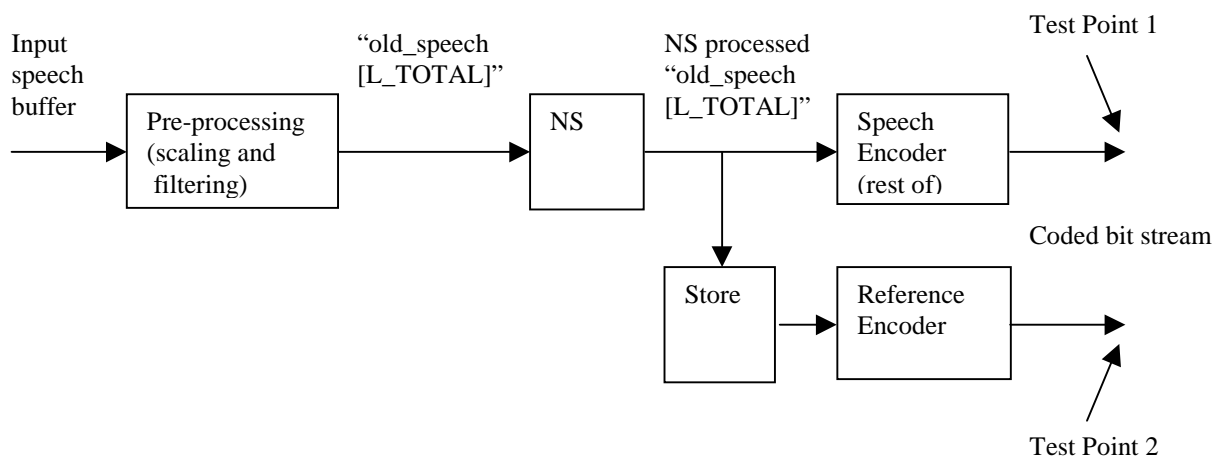 Test Point 1
Input
speech
buffer
“old_speech
[L_TOTAL]”
NS processed
“old_speech
[L_TOTAL]”
Pre-processing
(scaling and
filtering)
NS
Speech
Encoder
(rest of)
Coded bit stream
Store
Reference
Encoder
Test Point 2